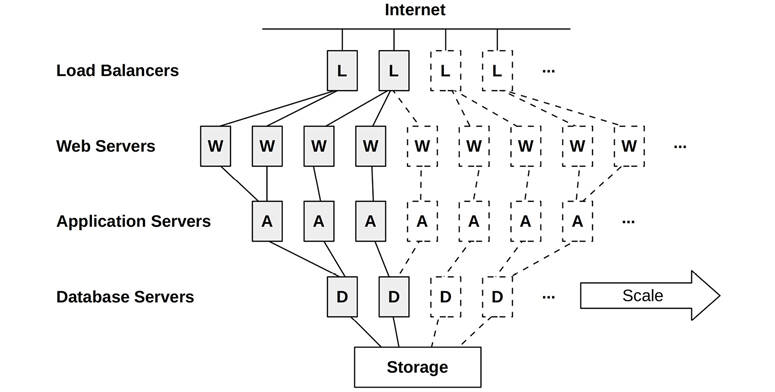 Internet
Load Balancers L L L L ...
Web Servers W W W W W W W W W ...
Application Servers A A A A A A A ...
Database Servers D D D D ... Scale
Storage